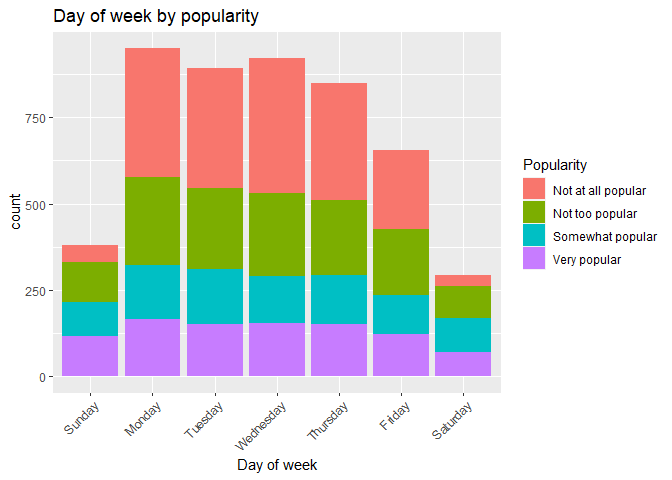 Day of week by popularity
count
750
500
250
0
Sunday
Monday
Tuesday
Wednesday
Thursday
Friday
Saturday
Day of week
Popularity
Not at all popular
Not too popular
Somewhat popular
Very popular